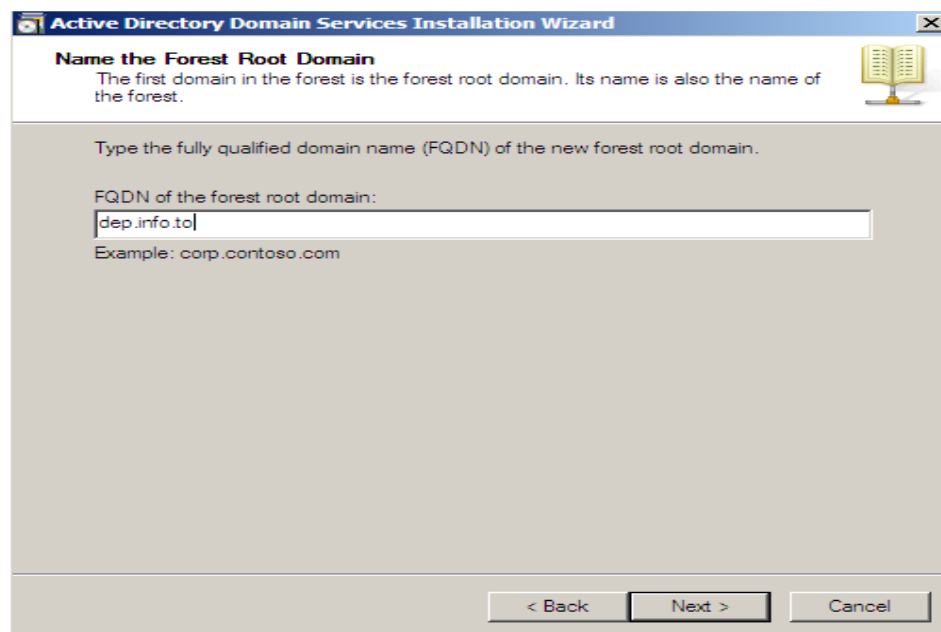 Active Directory Domain Services Installation Wizard
Name the Forest Root Domain
The first domain in the forest is the forest root domain. Its name is also the name of
the forest.
Type the fully qualified domain name (FQDN) of the new forest root domain.
FQDN of the forest root domain:
dep.info.to
Example: corp.contoso.com
< Back Next > Cancel